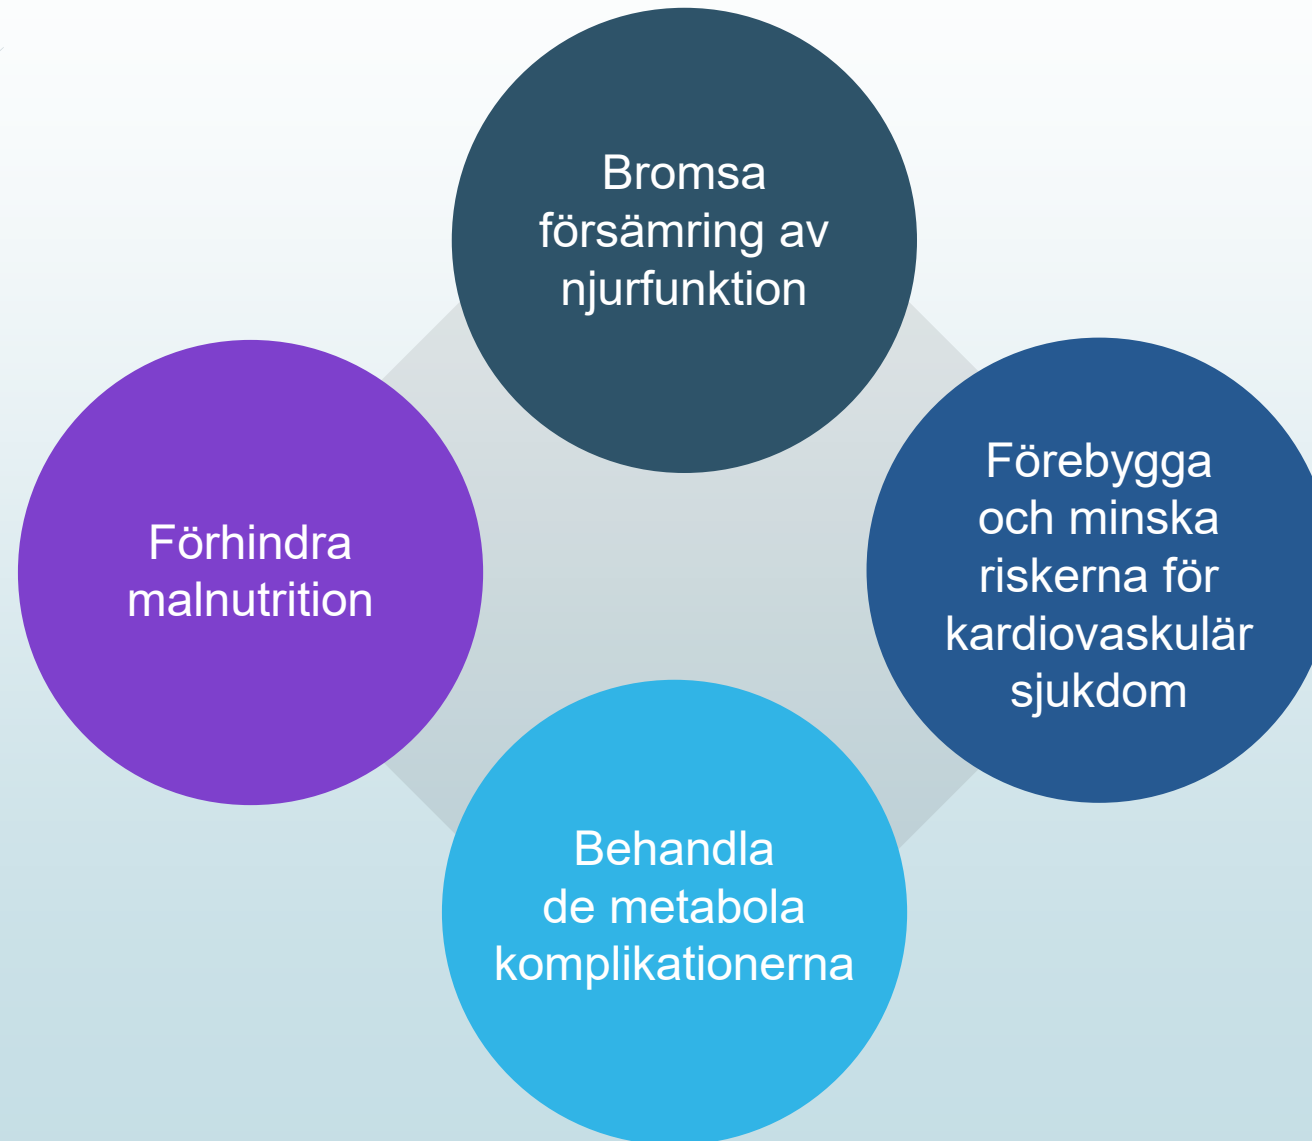 Bromsa
försämring av
njurfunktion
Förhindra
malnutrition
Förebygga
och minska
riskerna för
kardiovaskulär
sjukdom
Behandla
de metabola
komplikationerna